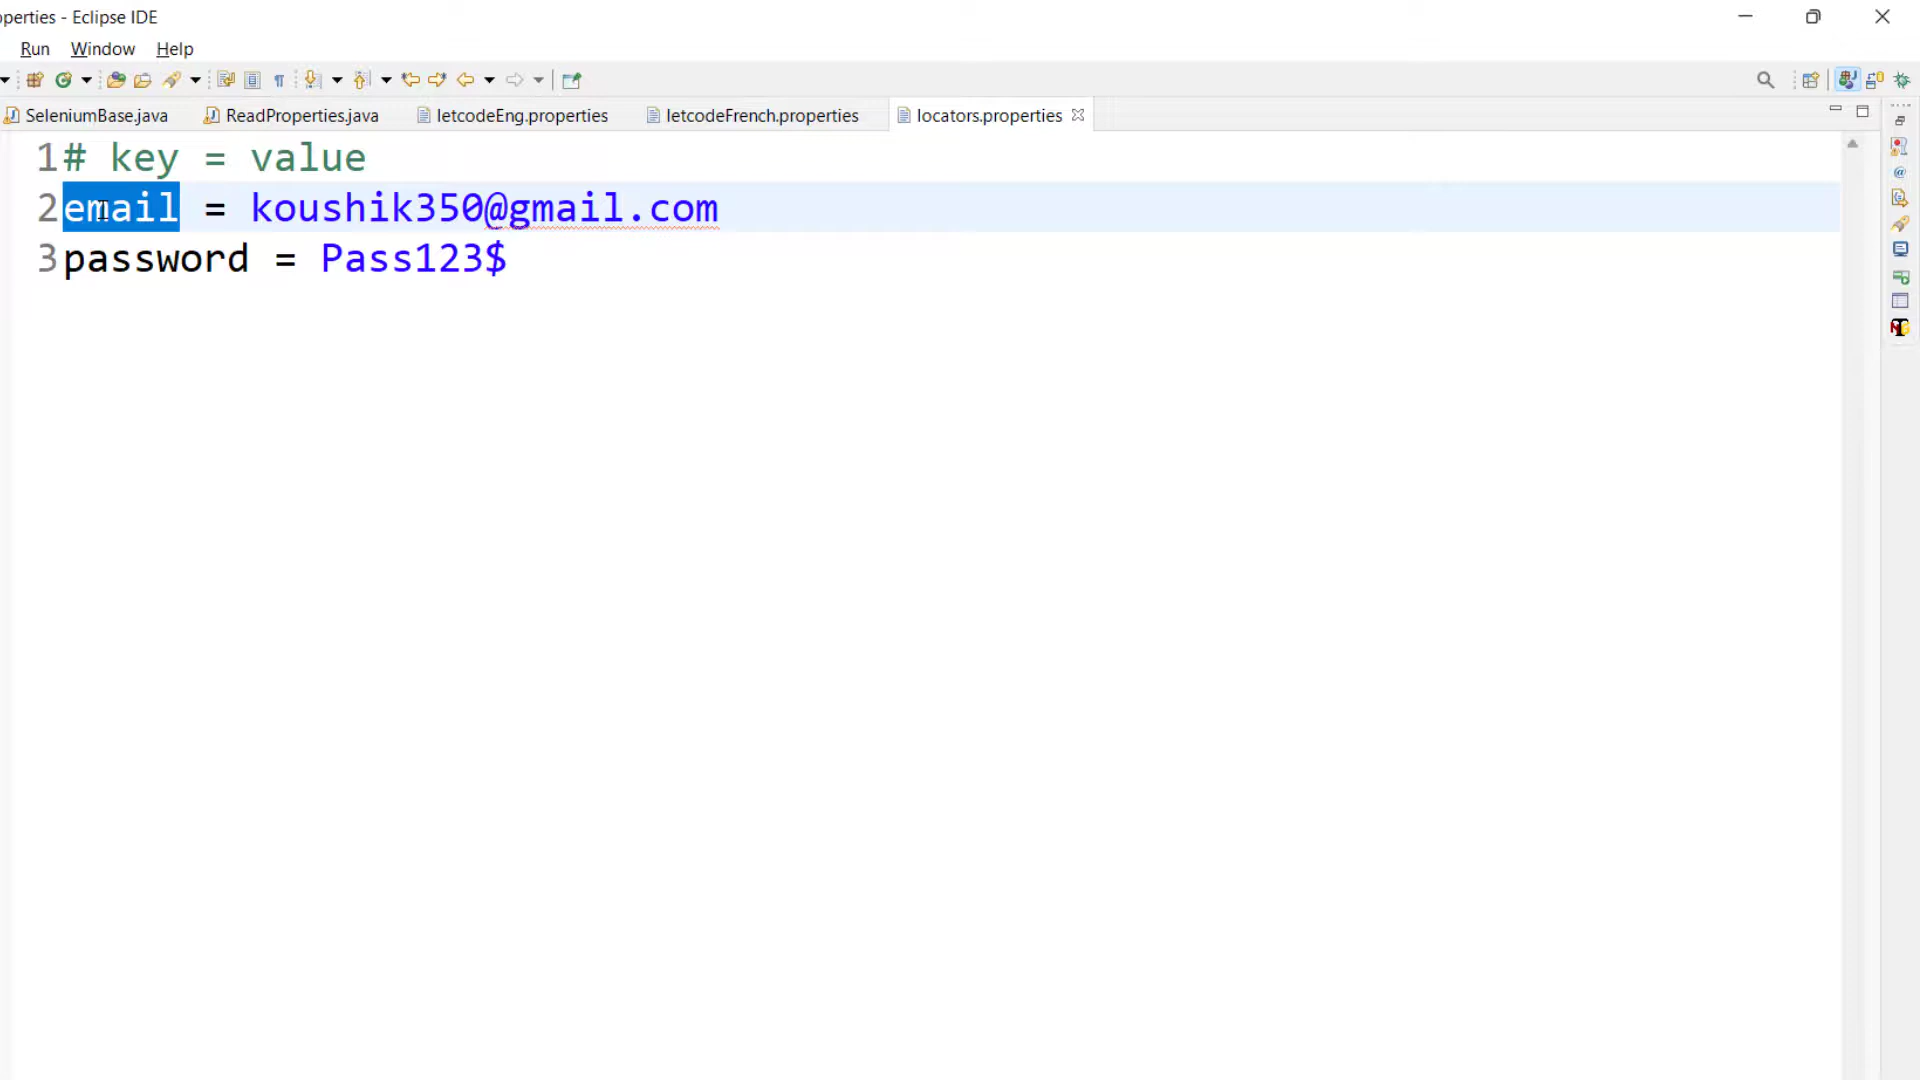 operties - Eclipse IDE
Run Window Help
SeleniumBase.java ReadProperties.java letcodeEng.properties letcodeFrench.properties locators.properties
1# key = value
2email = koushik350@gmail.com
3password = Pass123$